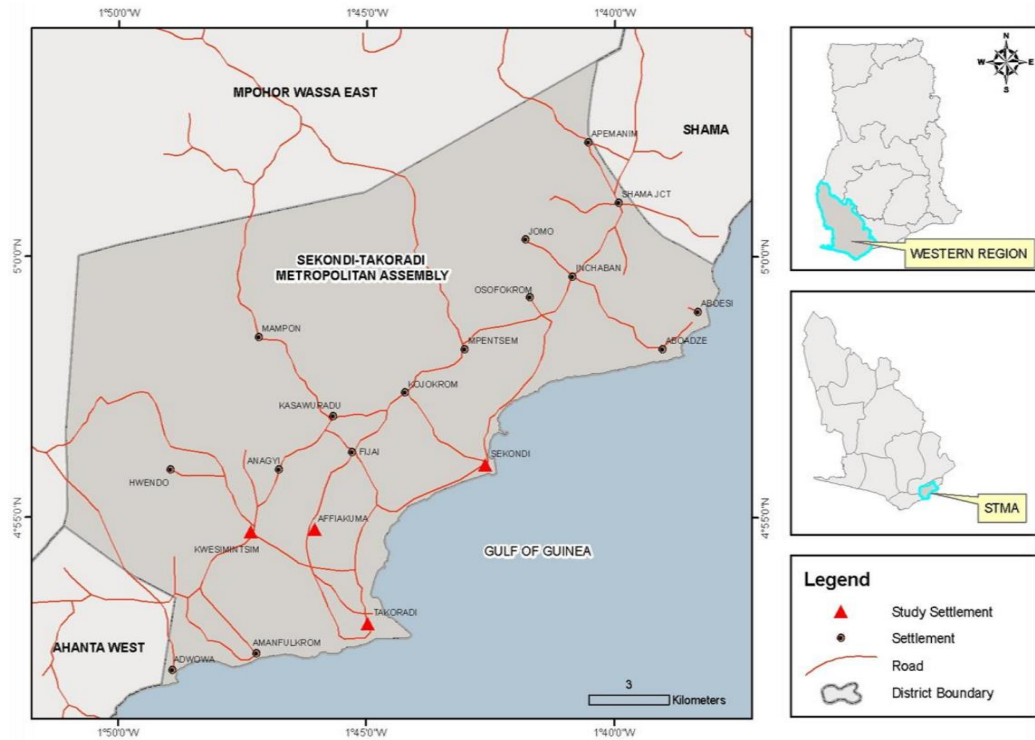 1°50'0"W 1°45'0"W 1°40'0"W
MPOHOR WASSA EAST
SHAMA
APEMANIM
SHAMA JCT
JOMO
5°0'0"N
5°0'0"N
SEKONDI-TAKORADI
METROPOLITAN ASSEMBLY
INCHABAN
OSOFOKROM
ABOESI
MAMPON
MPENTSEM
ABOADZE
KOJOKROM
KASAWURADU
FIJAI
SEKONDI
ANAGYI
HWENDO
4°55'0"N
4°55'0"N
AFFIAKUMA
KWESIMINTSIM
GULF OF GUINEA
TAKORADI
AHANTA WEST
AMANFULKROM
ADWOWA
3
Kilometers
1°50'0"W 1°45'0"W 1°40'0"W
N
W E
S
WESTERN REGION
STMA
Legend
Study Settlement
Settlement
Road
District Boundary